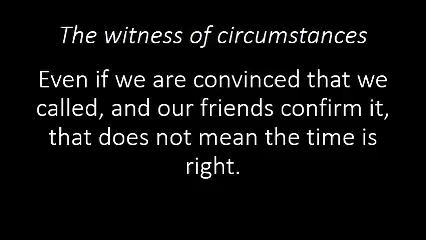 The witness of circumstances
Even if we are convinced that we
called, and our friends confirm it,
that does not mean the time is
right.